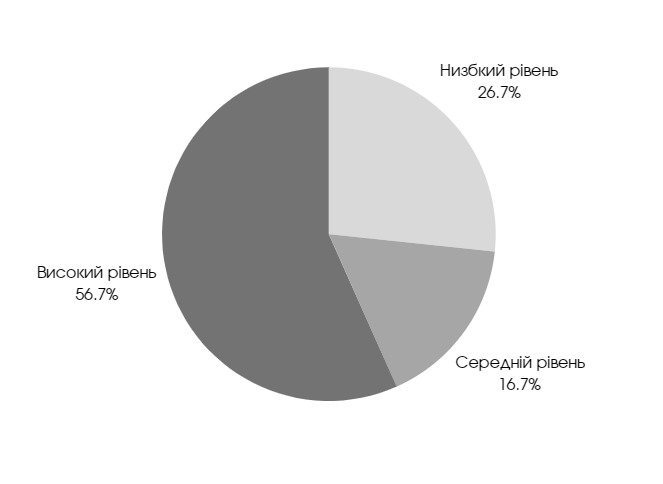 Низбкий рівень
26.7%
Високий рівень
56.7%
Середній рівень
16.7%